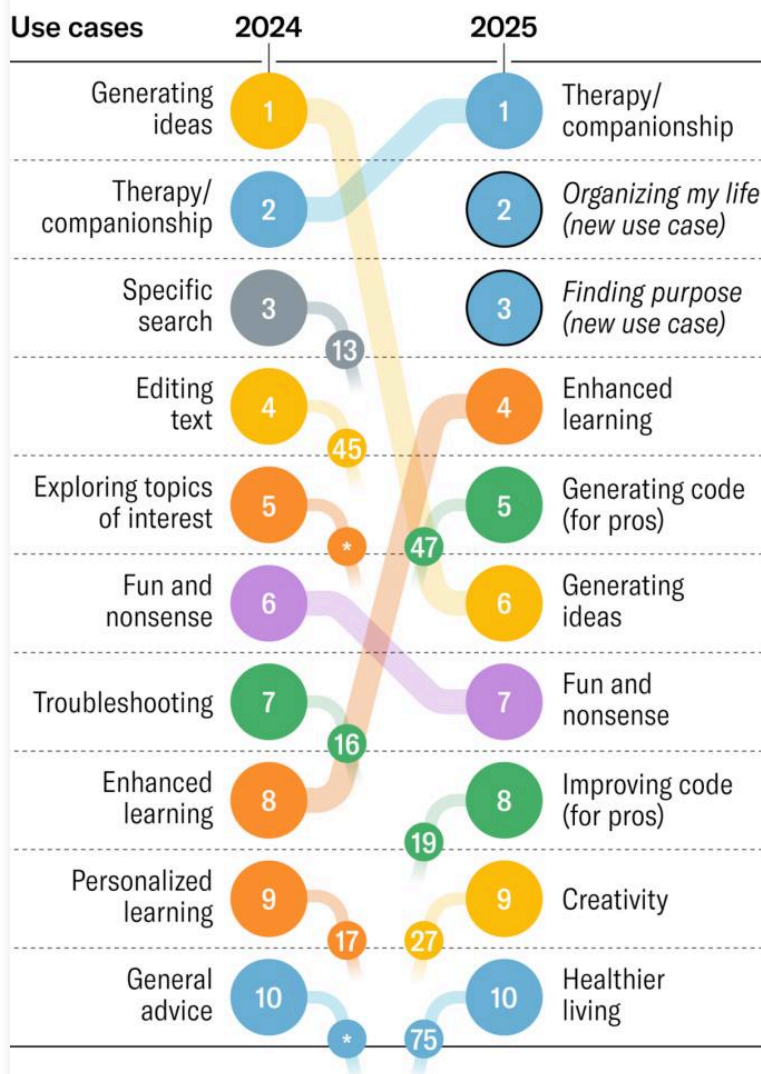 Use cases 2024 2025
Generating
ideas
1
1
Therapy/
companionship
Therapy/
companionship
2
2
Organizing my life
(new use case)
Specific
search
3
13
3
Finding purpose
(new use case)
Editing
text
4
45
4
Enhanced
learning
Exploring topics
of interest
5
*
47
5
Generating code
(for pros)
Fun and
nonsense
6
6
Generating
ideas
Troubleshooting
7
16
7
Fun and
nonsense
Enhanced
learning
8
19
8
Improving code
(for pros)
Personalized
learning
9
17
27
9
Creativity
General
advice
10
*
75
10
Healthier
living